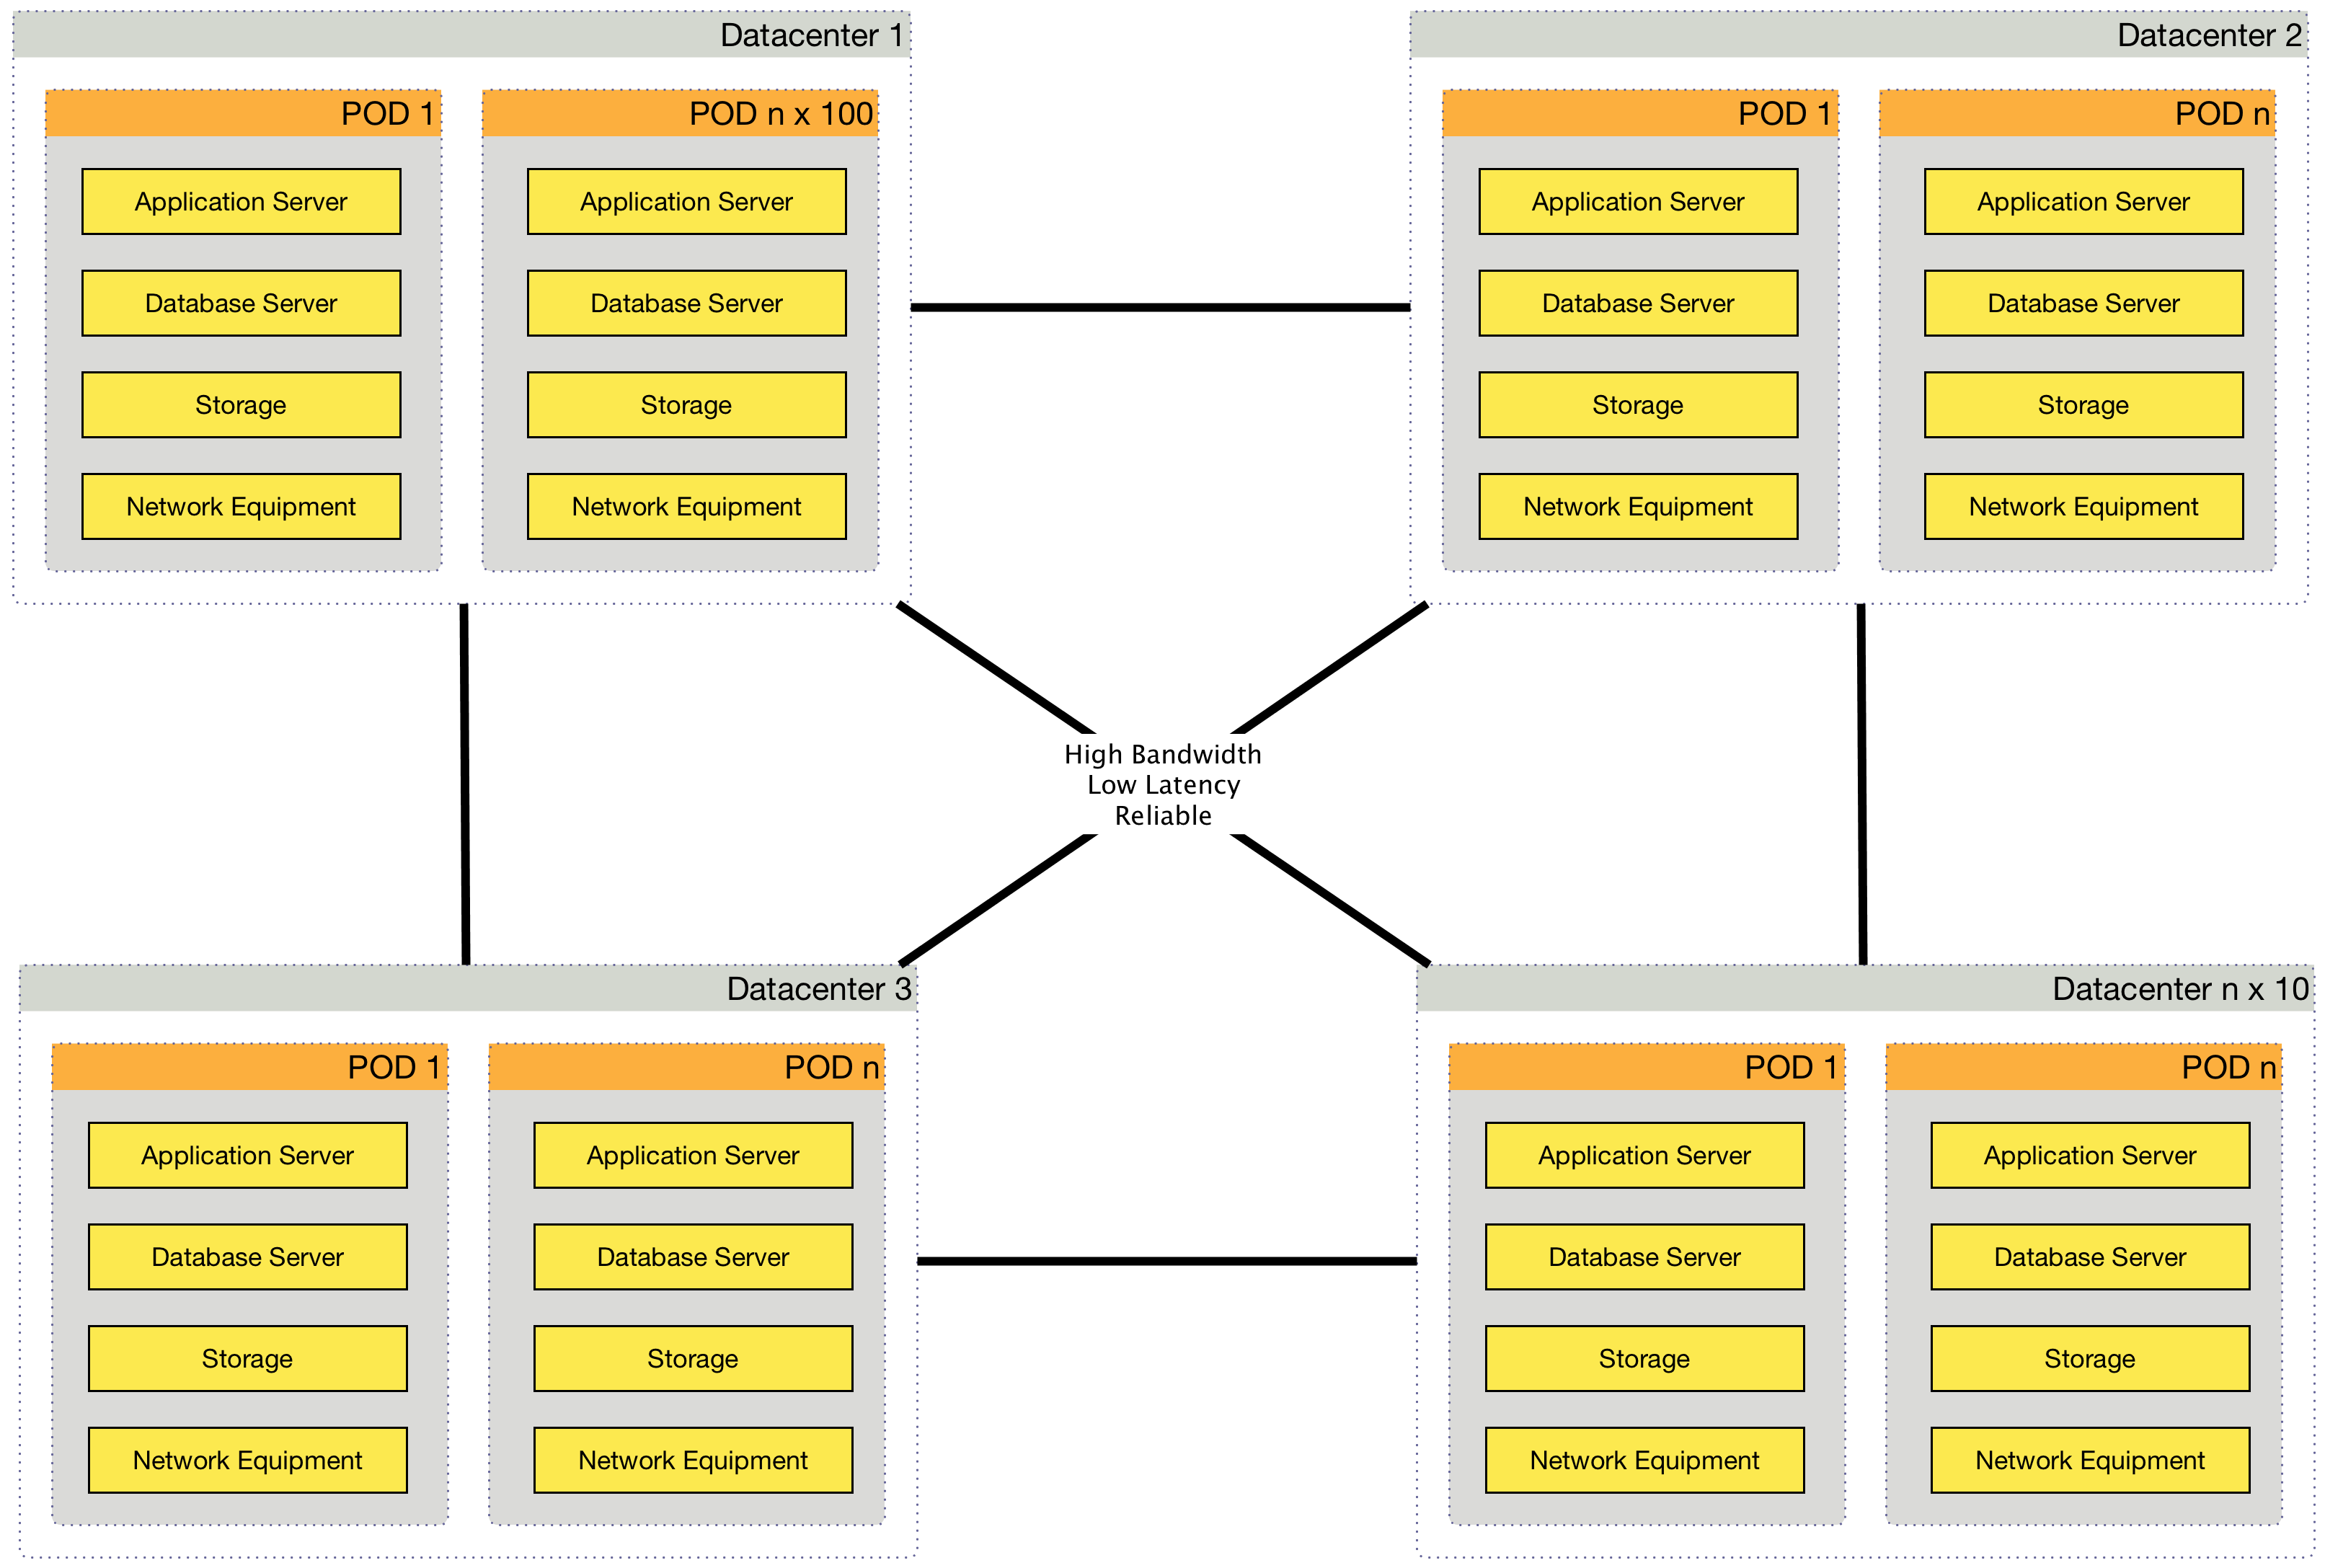 Datacenter 1
POD 1
Application Server
Database Server
Storage
Network Equipment
POD n x 100
Application Server
Database Server
Storage
Network Equipment
Datacenter 2
POD 1
Application Server
Database Server
Storage
Network Equipment
POD n
Application Server
Database Server
Storage
Network Equipment
High Bandwidth
Low Latency
Reliable
Datacenter 3
POD 1
Application Server
Database Server
Storage
Network Equipment
POD n
Application Server
Database Server
Storage
Network Equipment
Datacenter n x 10
POD 1
Application Server
Database Server
Storage
Network Equipment
POD n
Application Server
Database Server
Storage
Network Equipment